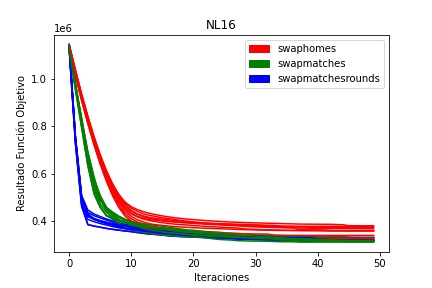 NL16
1e6
swaphomes
swapmatches
swapmatchesrounds
1.0
0.8
0.6
0.4
Resultado Función Objetivo
0 10 20 30 40 50
Iteraciones